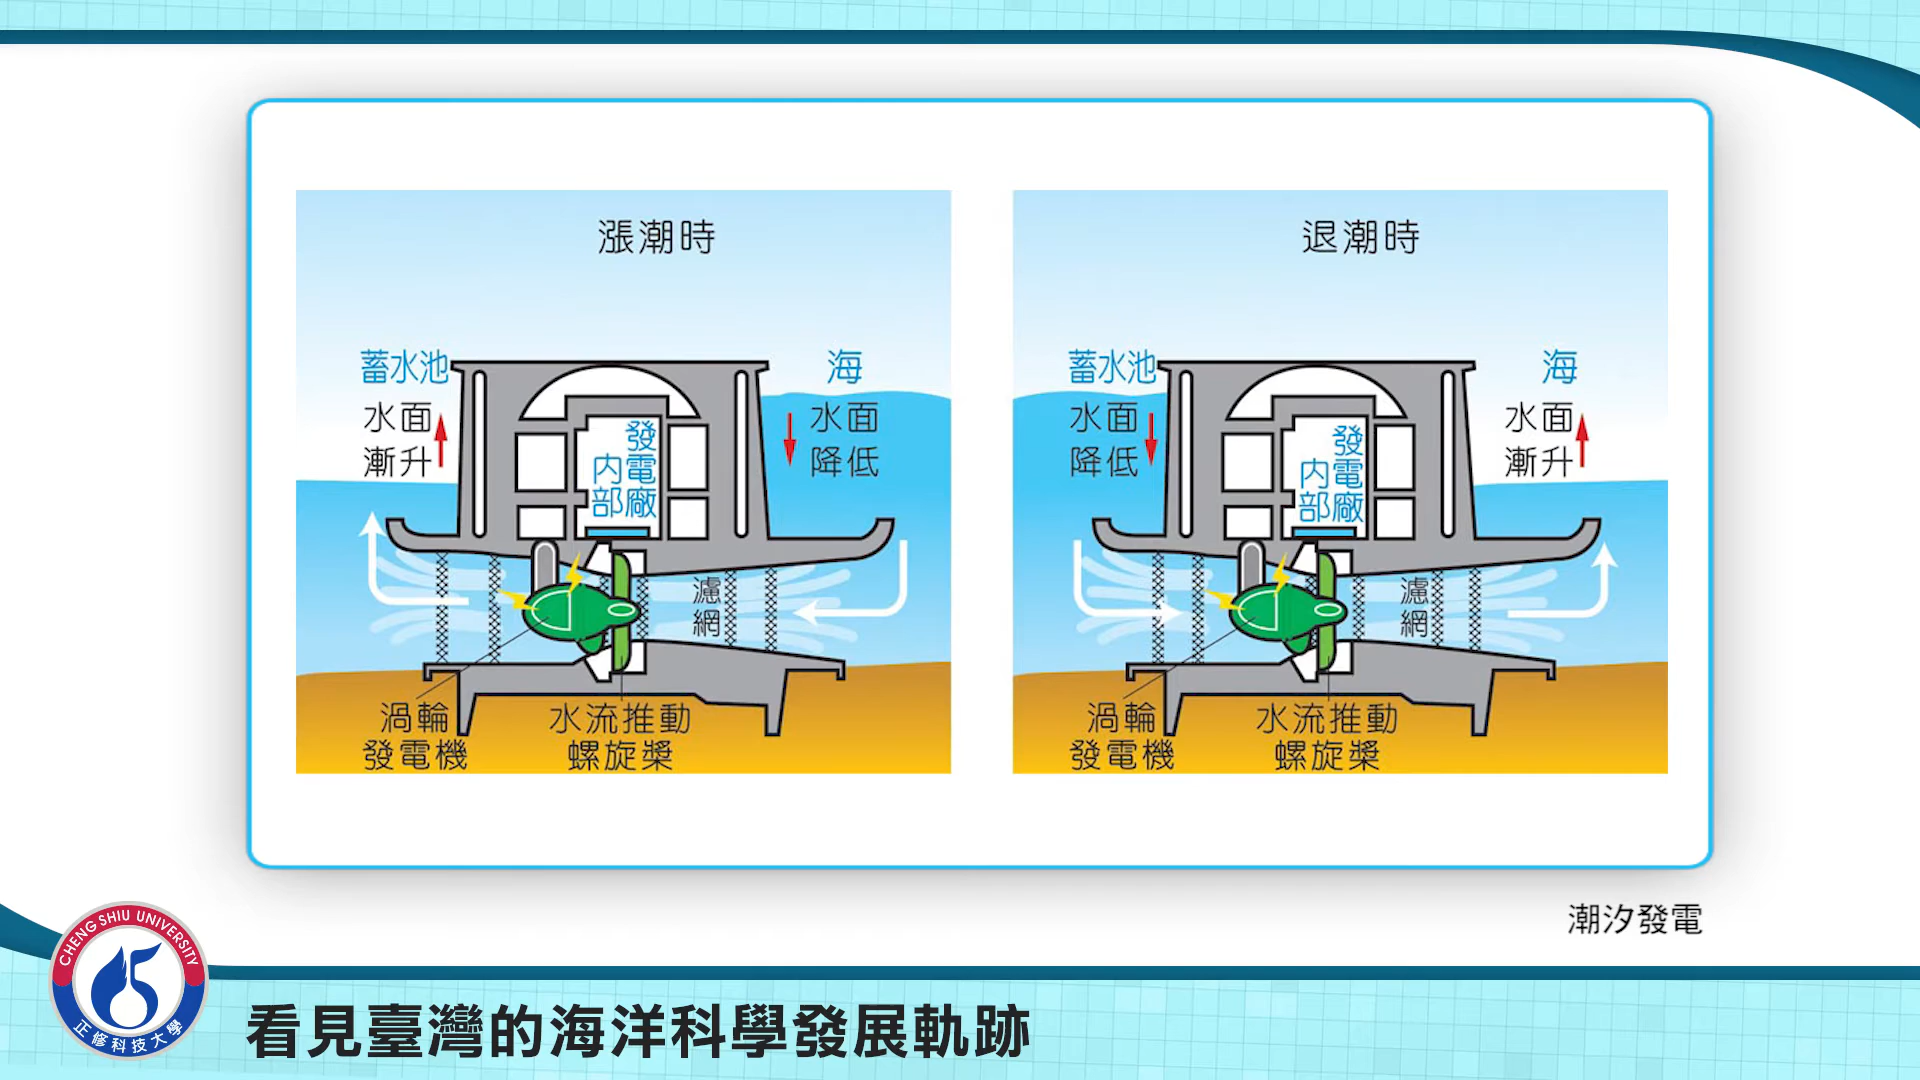 漲潮時
蓄水池
水面
漸升
海
水面
降低
發電廠
內部
濾網
渦輪
發電機
水流推動
螺旋槳
退潮時
蓄水池
水面
降低
海
水面
漸升
發電廠
內部
濾網
渦輪
發電機
水流推動
螺旋槳
潮汐發電
CHENG SHIU UNIVERSITY
正修科技大學
看見臺灣的海洋科學發展軌跡